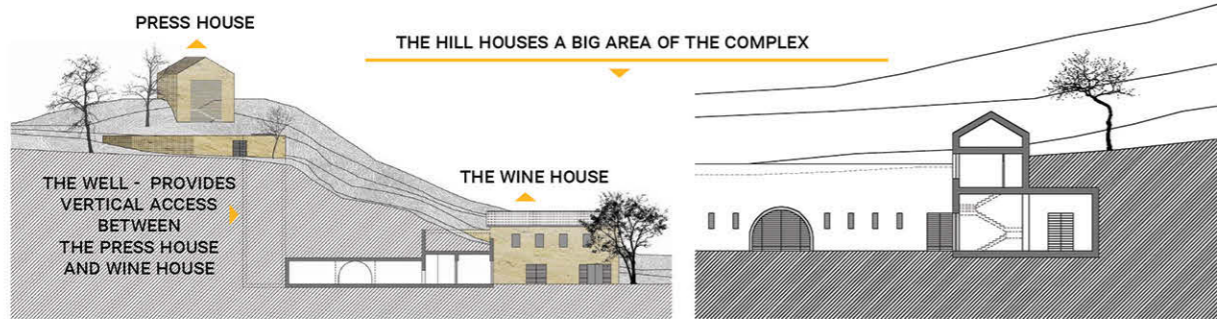 PRESS HOUSE
THE HILL HOUSES A BIG AREA OF THE COMPLEX
THE WELL - PROVIDES
VERTICAL ACCESS
BETWEEN
THE PRESS HOUSE
AND WINE HOUSE
THE WINE HOUSE